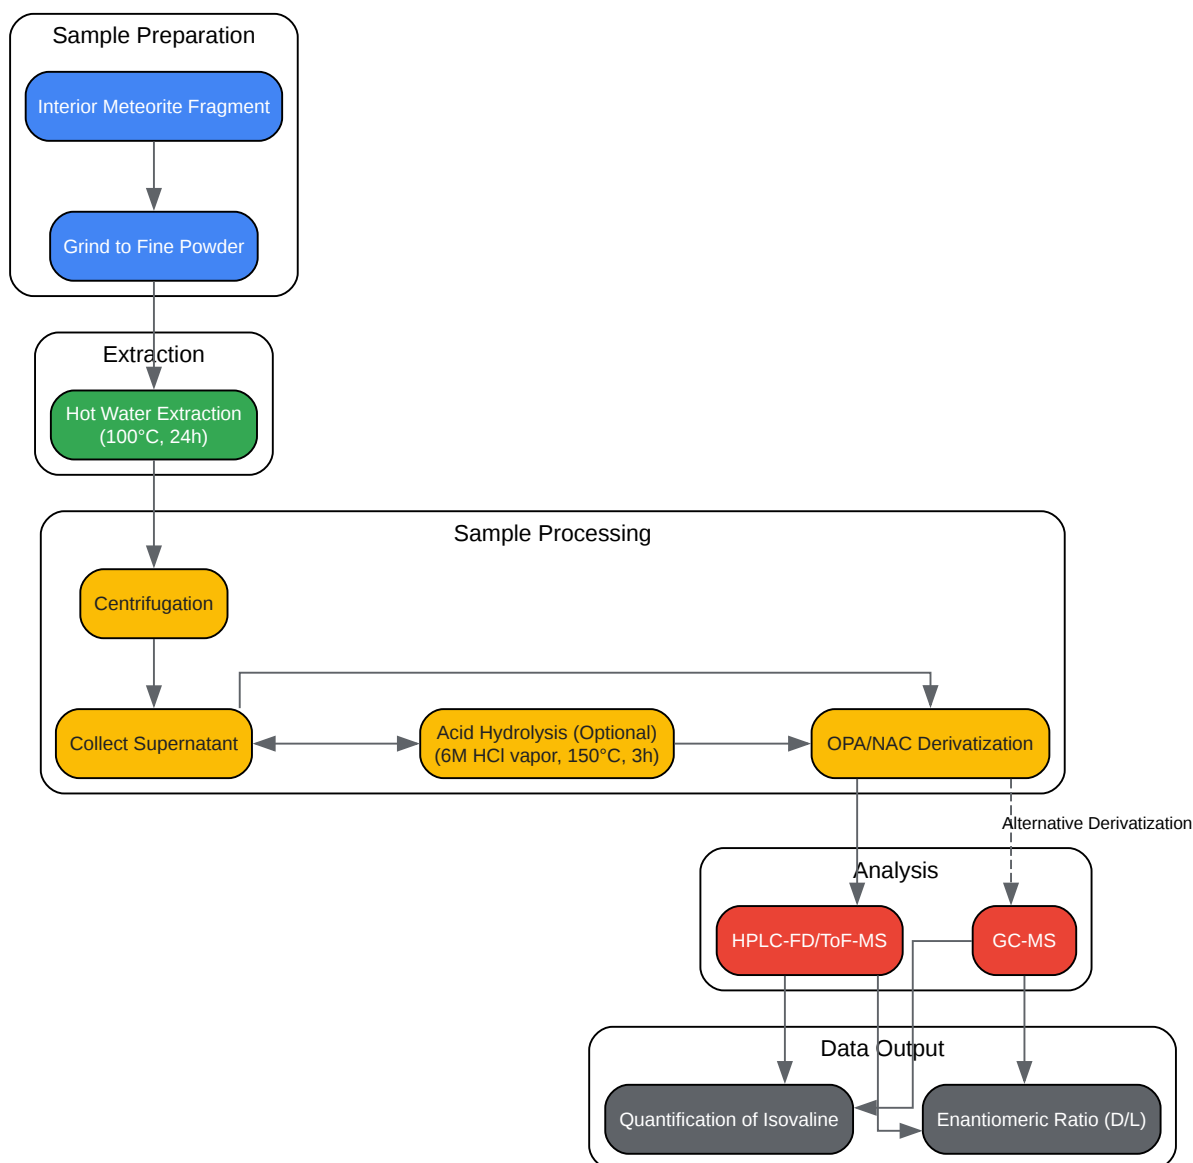 Sample Preparation
Interior Meteorite Fragment
Grind to Fine Powder
Extraction
Hot Water Extraction
(100°C, 24h)
Sample Processing
Centrifugation
Collect Supernatant
Acid Hydrolysis (Optional)
(6M HCl vapor, 150°C, 3h)
OPA/NAC Derivatization
Alternative Derivatization
Analysis
HPLC-FD/ToF-MS
GC-MS
Data Output
Quantification of Isovaline
Enantiomeric Ratio (D/L)